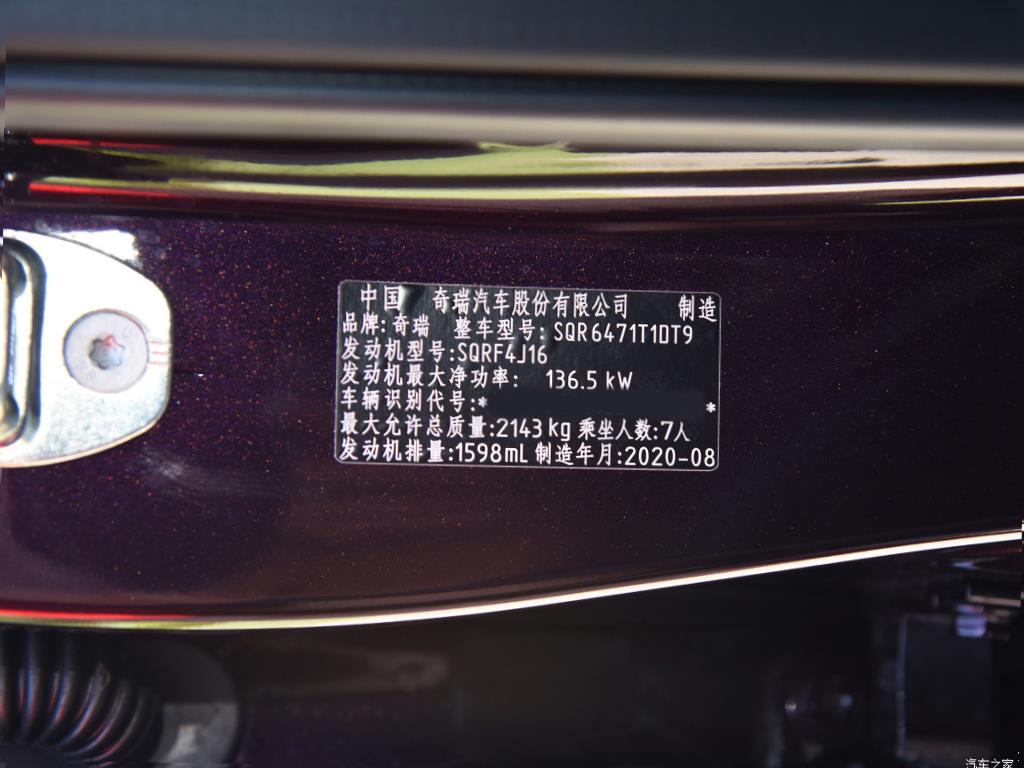 中国 奇瑞汽车股份有限公司 制造
品牌:奇瑞 整车型号:SQR6471T1DT9
发动机型号:SQRF4J16
发动机最大净功率: 136.5 kW
车辆识别代号:* *
最大允许总质量:2143 kg 乘坐人数:7人
发动机排量:1598mL 制造年月:2020-08
汽车之家